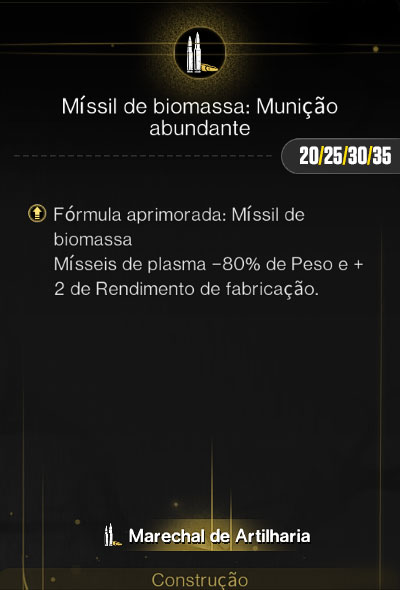 Míssil de biomassa: Munição
abundante
20/25/30/35
Fórmula aprimorada: Míssil de
biomassa
Mísseis de plasma −80% de Peso e +
2 de Rendimento de fabricação.
Marechal de Artilharia
Construção